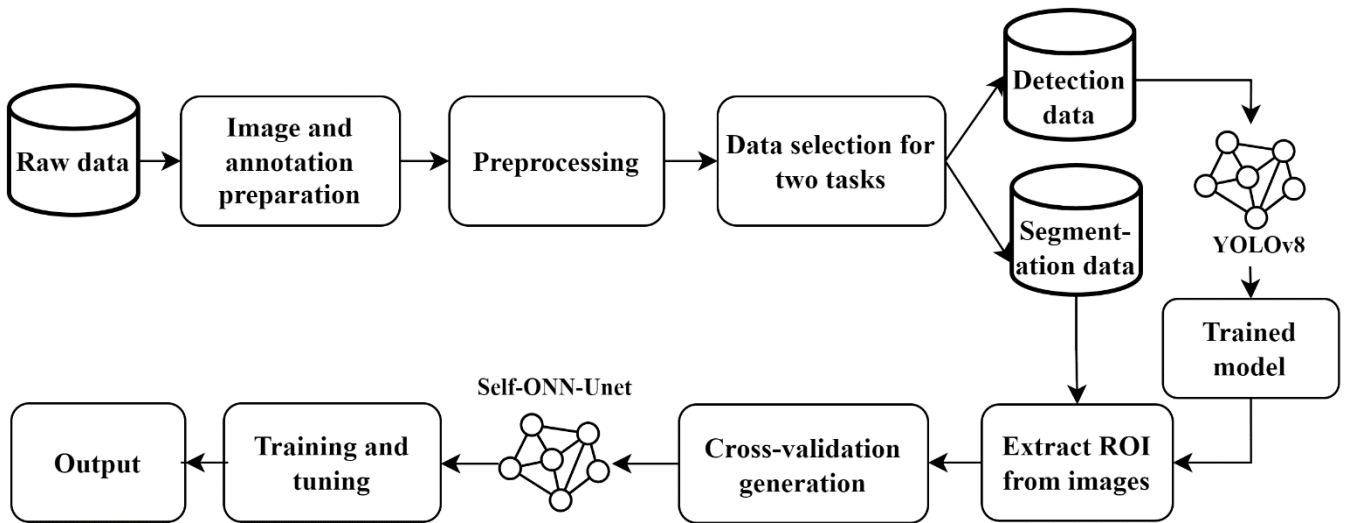 Raw data
Image and
annotation
preparation
Preprocessing
Data selection for
two tasks
Detection
data
Segment-
ation data
YOLOv8
Trained
model
Extract ROI
from images
Cross-validation
generation
Self-ONN-Unet
Training and
tuning
Output